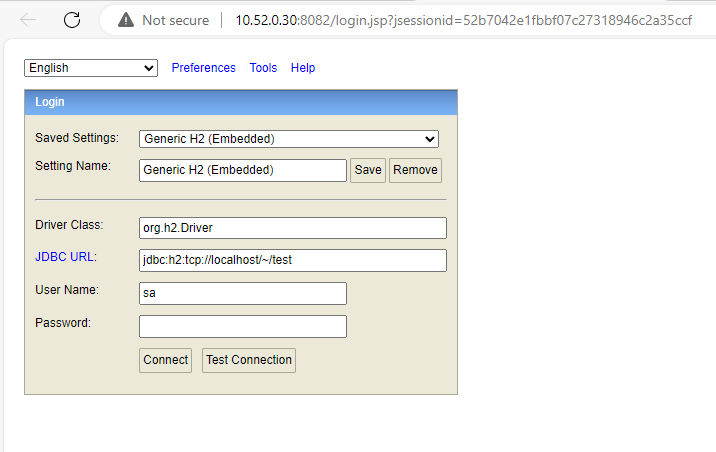 Not secure 10.52.0.30:8082/login.jsp?jsessionid=52b7042e1fbbf07c27318946c2a35ccf
English Preferences Tools Help
Login
Saved Settings: Generic H2 (Embedded)
Setting Name: Generic H2 (Embedded) Save Remove
Driver Class: org.h2.Driver
JDBC URL: jdbc:h2:tcp://localhost/~/test
User Name: sa
Password:
Connect Test Connection